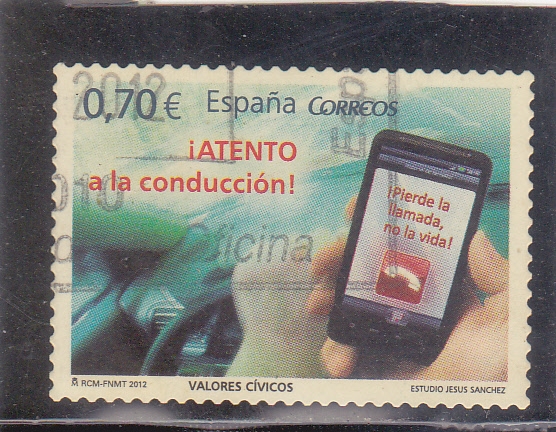 2012
0,70 € España CORREOS
¡ATENTO
a la conducción!
2010
Oficina
¡Pierde la
llamada,
no la vida!
M RCM-FNMT 2012
VALORES CÍVICOS
ESTUDIO JESUS SANCHEZ